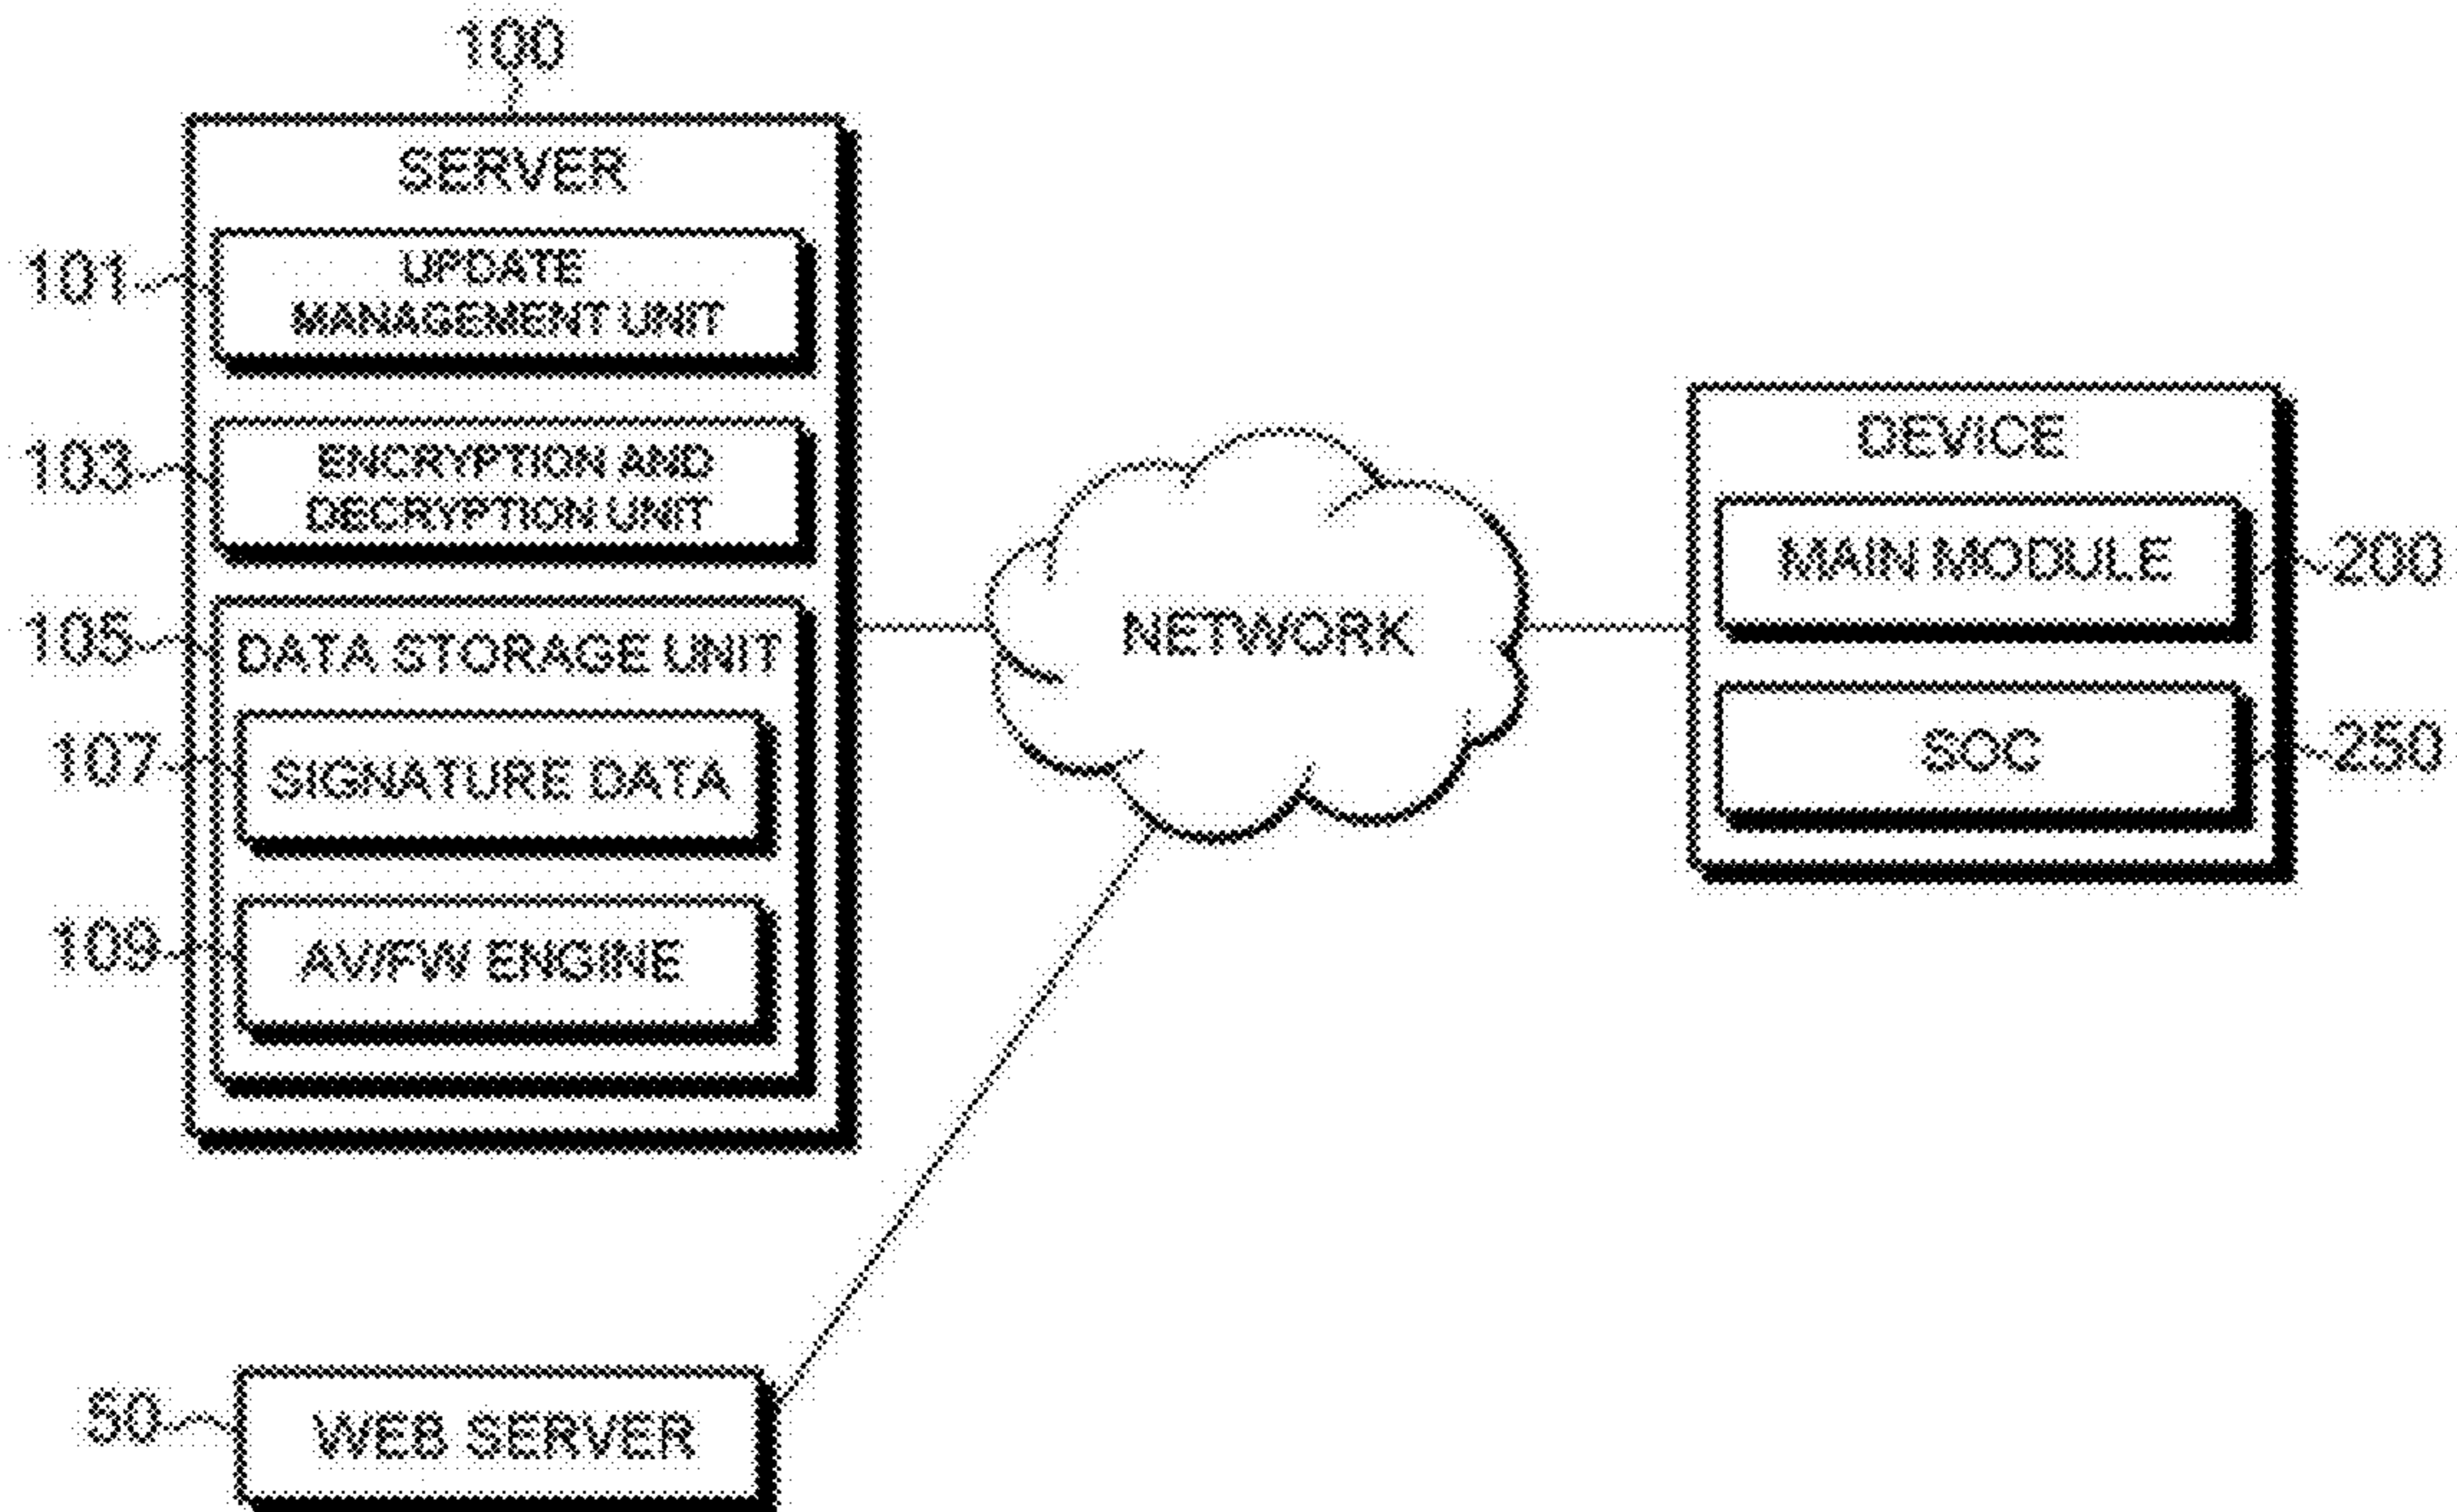 100
SERVER
101
UPDATE
MANAGEMENT UNIT
103
ENCRYPTION AND
DECRYPTION UNIT
105
DATA STORAGE UNIT
107
SIGNATURE DATA
109
AV/FW ENGINE
NETWORK
DEVICE
MAIN MODULE
200
SOC
250
50
WEB SERVER